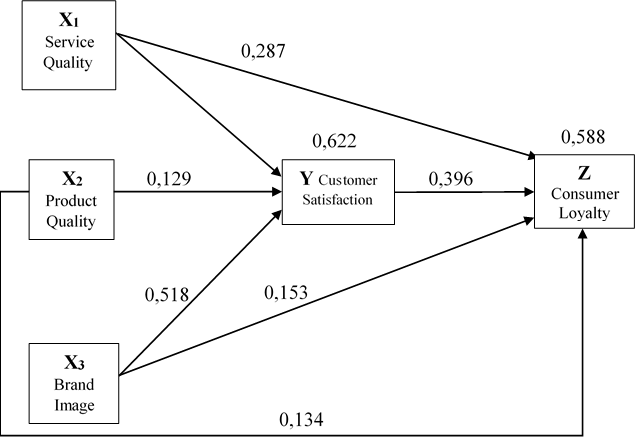 X1
Service
Quality
0,287
0,622
0,588
X2
Product
Quality
0,129
Y Customer
Satisfaction
0,396
Z
Consumer
Loyalty
0,518
0,153
X3
Brand
Image
0,134